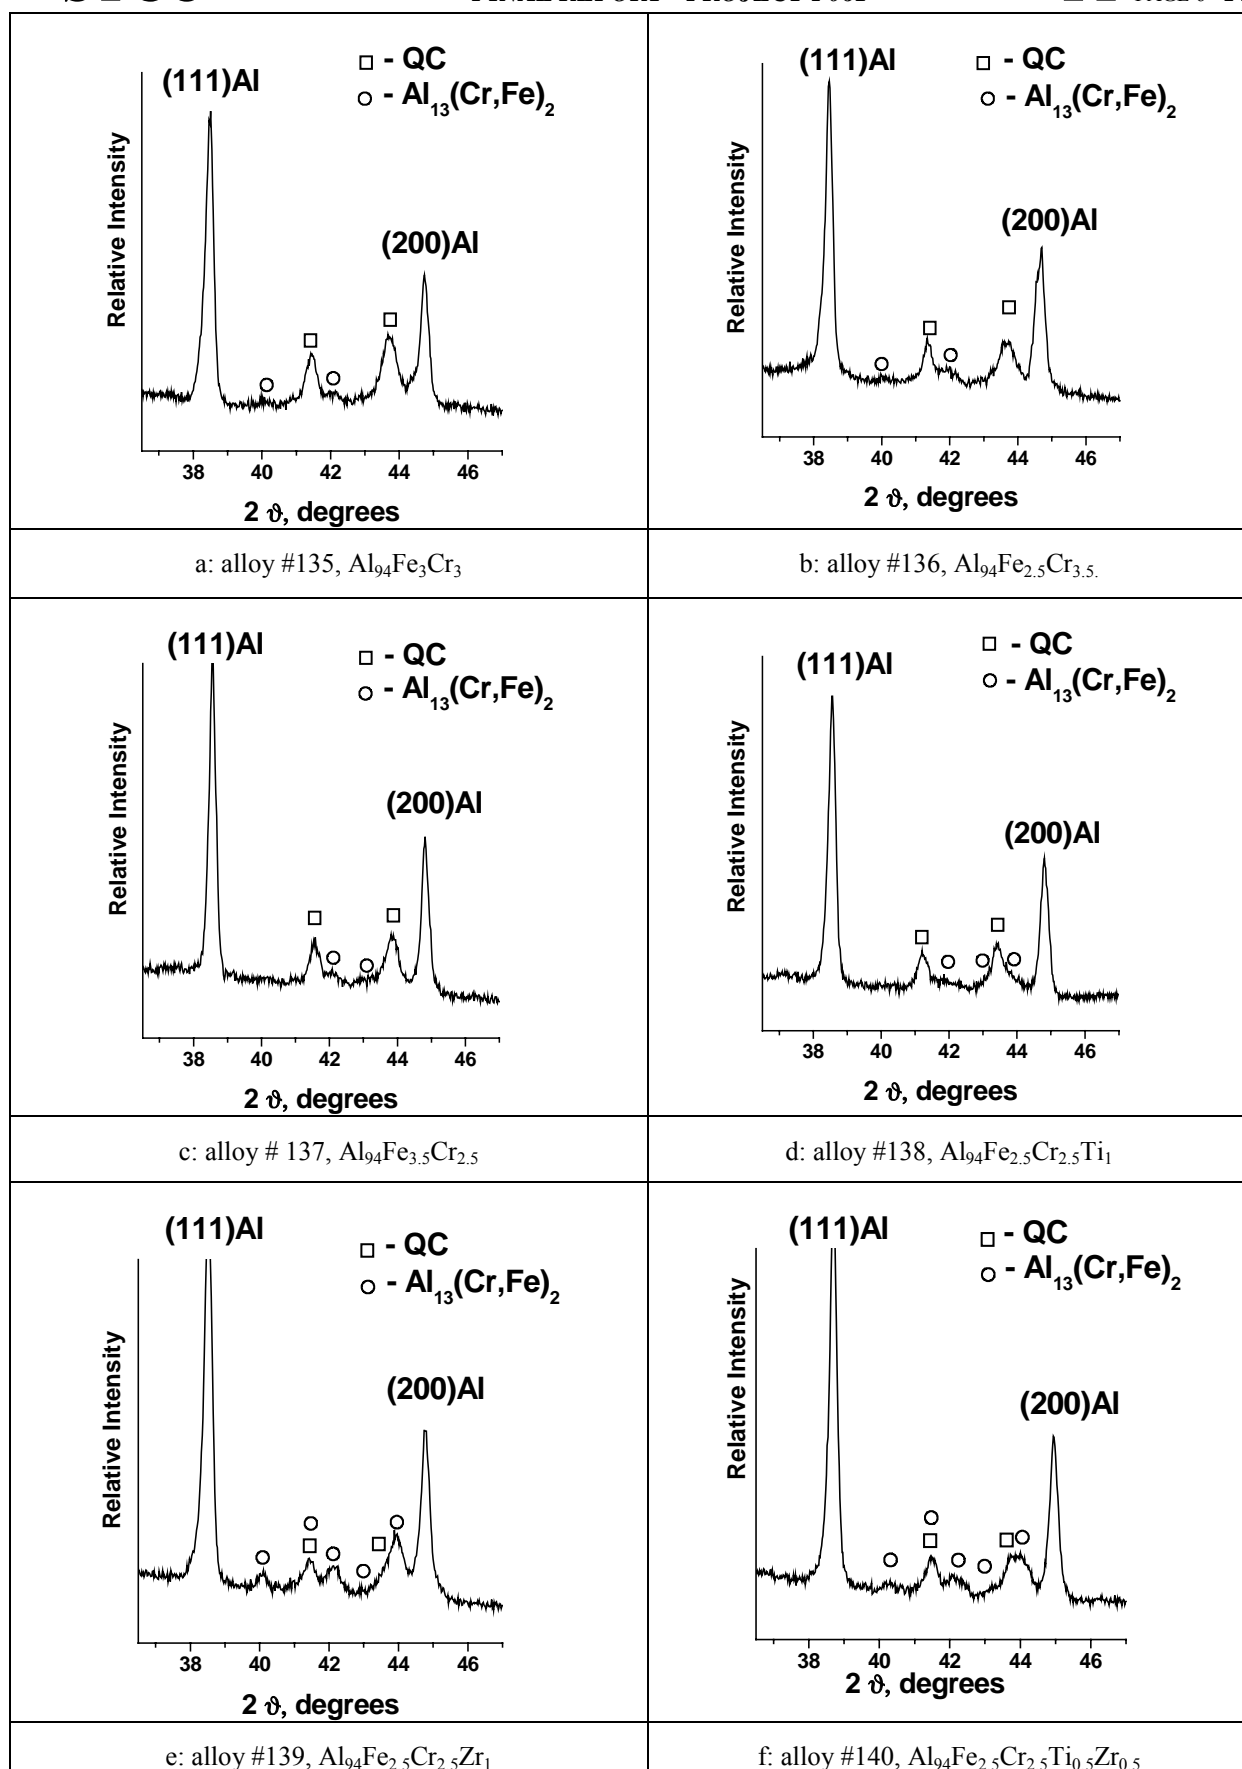 FINAL REPORT
(111)Al
□ - QC
○ - Al13(Cr,Fe)2
(200)Al
Relative Intensity
38 40 42 44 46
2 ϑ, degrees
(111)Al
□ - QC
○ - Al13(Cr,Fe)2
(200)Al
Relative Intensity
38 40 42 44 46
2 ϑ, degrees
a: alloy #135, Al94Fe3Cr3
b: alloy #136, Al94Fe2.5Cr3.5.
(111)Al
□ - QC
○ - Al13(Cr,Fe)2
(200)Al
Relative Intensity
38 40 42 44 46
2 ϑ, degrees
(111)Al
□ - QC
○ - Al13(Cr,Fe)2
(200)Al
Relative Intensity
38 40 42 44 46
2 ϑ, degrees
c: alloy # 137, Al94Fe3.5Cr2.5
d: alloy #138, Al94Fe2.5Cr2.5Ti1
(111)Al
□ - QC
○ - Al13(Cr,Fe)2
(200)Al
Relative Intensity
38 40 42 44 46
2 ϑ, degrees
(111)Al
□ - QC
○ - Al13(Cr,Fe)2
(200)Al
Relative Intensity
38 40 42 44 46
2 ϑ, degrees
e: alloy #139, Al94Fe2.5Cr2.5Zr1
f: alloy #140, Al94Fe2.5Cr2.5Ti0.5Zr0.5